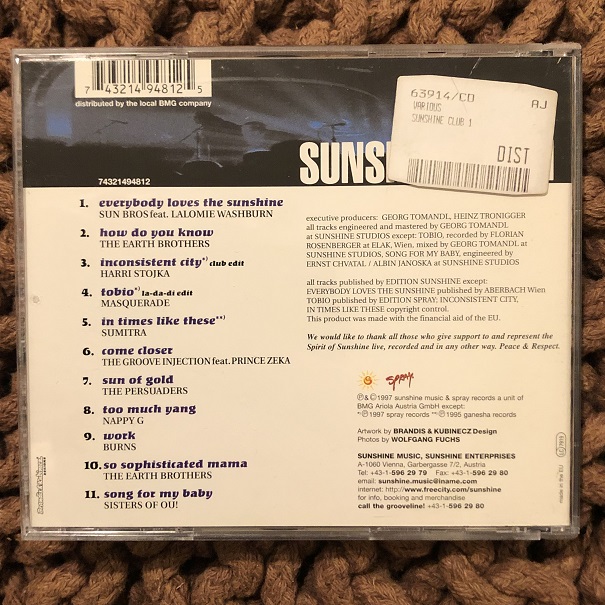 7 43214 94812 5
distributed by the local BMG company
63914/CD AJ
VARIOUS
SUNSHINE CLUB 1
DIST
74321494812
1. everybody loves the sunshine
SUN BROS feat. LALOMIE WASHBURN
2. how do you know
THE EARTH BROTHERS
3. inconsistent city*) club edit
HARRI STOJKA
4. tobio*) la-da-di edit
MASQUERADE
5. in times like these**)
SUMITRA
6. come closer
THE GROOVE INJECTION feat. PRINCE ZEKA
7. sun of gold
THE PERSUADERS
8. too much yang
NAPPY G
9. work
BURNS
10. so sophisticated mama
THE EARTH BROTHERS
11. song for my baby
SISTERS OF OU!
executive producers: GEORG TOMANDL, HEINZ TRONIGGER
all tracks engineered and mastered by GEORG TOMANDL
at SUNSHINE STUDIOS except: TOBIO, recorded by FLORIAN
ROSENBERGER at ELAK, Wien, mixed by GEORG TOMANDL at
SUNSHINE STUDIOS, SONG FOR MY BABY, engineered by
ERNST CHVATAL / ALBIN JANOSKA at SUNSHINE STUDIOS
all tracks published by EDITION SUNSHINE except:
EVERYBODY LOVES THE SUNSHINE published by ABERBACH Wien
TOBIO published by EDITION SPRAY; INCONSISTENT CITY,
IN TIMES LIKE THESE copyright control.
This product was made with the financial aid of the EU.
We would like to thank all those who give support to and represent the
Spirit of Sunshine live, recorded and in any other way. Peace & Respect.
SPRAY
℗&©1997 sunshine music & spray records a unit of
BMG Ariola Austria GmbH except:
*)℗1997 spray records **)℗1995 ganesha records
Artwork by BRANDIS & KUBINECZ Design
Photos by WOLFGANG FUCHS
SUNSHINE MUSIC, SUNSHINE ENTERPRISES
A-1060 Vienna, Garbergasse 7/2, Austria
Tel: +43-1-596 29 79 Fax: +43-1-596 29 80
email: sunshine.music@iname.com
internet: http://www.freecity.com/sunshine
for info, booking and merchandise
call the grooveline! +43-1-596 29 80
made in the EU